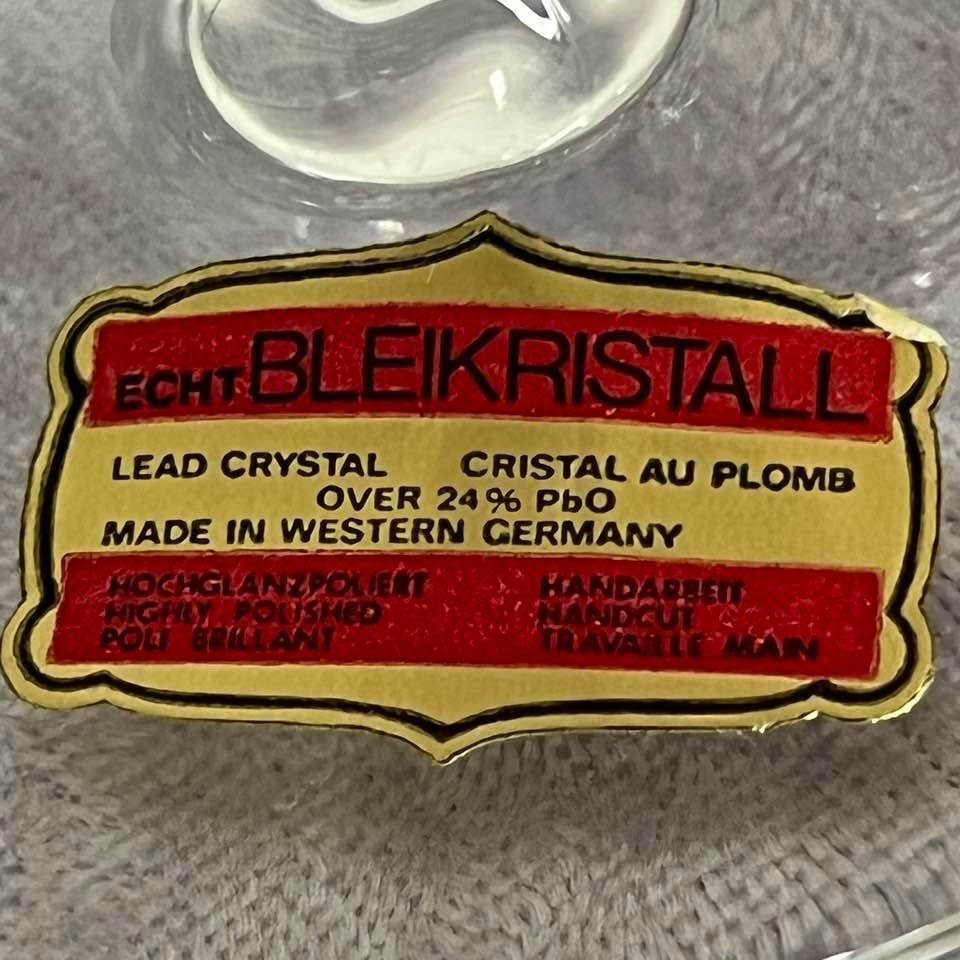 ECHT BLEIKRISTALL
LEAD CRYSTAL CRISTAL AU PLOMB
OVER 24% PbO
MADE IN WESTERN GERMANY
HOCHGLANZPOLIERT HANDARBEIT
HIGHLY POLISHED HANDCUT
POLI BRILLANT TRAVAILLE MAIN